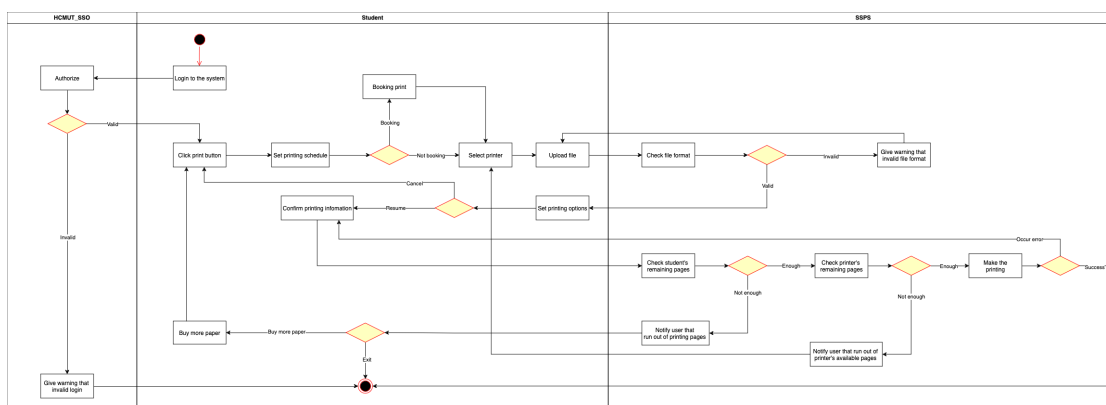 HCMUT_SSO
Student
SSPS
Authorize
Login to the system
Booking print
Booking
Valid
Click print button
Set printing schedule
Not booking
Select printer
Upload file
Check file format
Invalid
Give warning that
invalid file format
Valid
Cancel
Confirm printing infomation
Resume
Set printing options
Invalid
Occur error
Check student's
remaining pages
Enough
Check printer's
remaining pages
Enough
Make the
printing
Success
Not enough
Not enough
Buy more paper
Buy more paper
Notify user that
run out of printing pages
Notify user that run out of
printer's available pages
Exit
Give warning that
invalid login